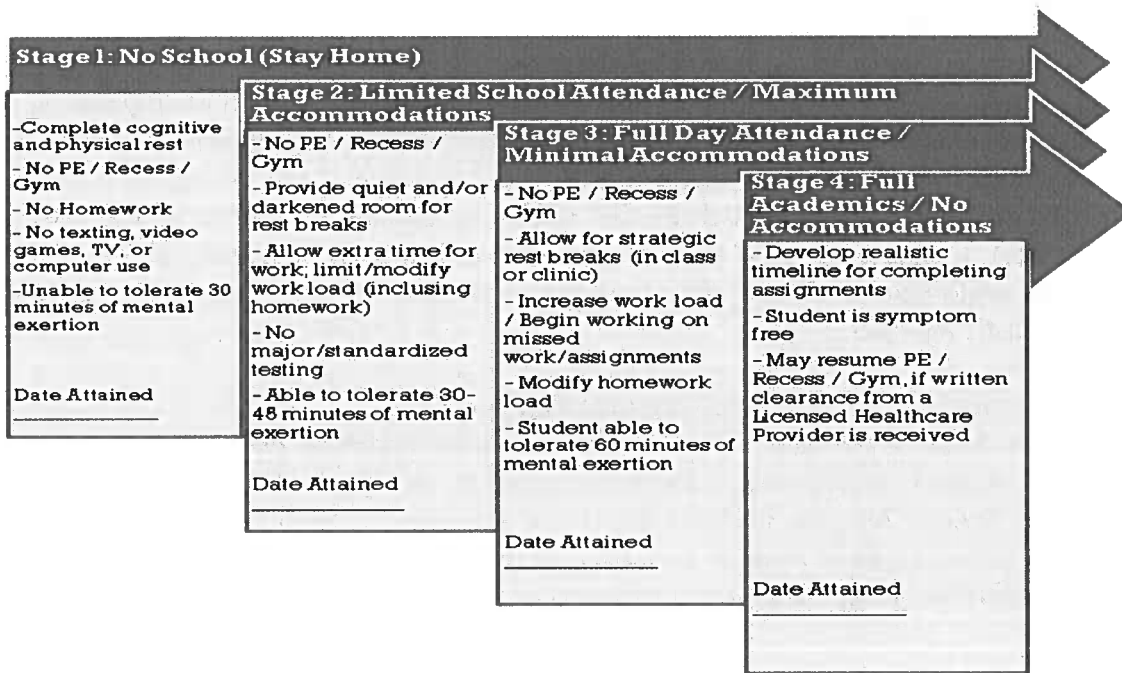 Stage 1: No School (Stay Home)
-Complete cognitive
and physical rest
-No PE / Recess /
Gym
- No Homework
- No texting, video
games, TV, or
computer use
-Unable to tolerate 30
minutes of mental
exertion
Date Attained
Stage 2: Limited School Attendance / Maximum
Accommodations
-No PE / Recess /
Gym
-Provide quiet and/or
darkened room for
rest breaks
-Allow extra time for
work; limit/modify
work load (inclusing
homework)
-No
major/standardized
testing
-Able to tolerate 30-
45 minutes of mental
exertion
Date Attained
Stage 3: Full Day Attendance /
Minimal Accommodations
-No PE / Recess /
Gym
-Allow for strategic
rest breaks (in class
or clinic)
-Increase work load
/ Begin working on
missed
work/assignments
-Modify homework
load
-Student able to
tolerate 60 minutes of
mental exertion
Date Attained
Stage 4: Full
Academics / No
Accommodations
-Develop realistic
timeline for completing
assignments
-Student is symptom
free
-May resume PE /
Recess / Gym, if written
clearance from a
Licensed Healthcare
Provider is received
Date Attained